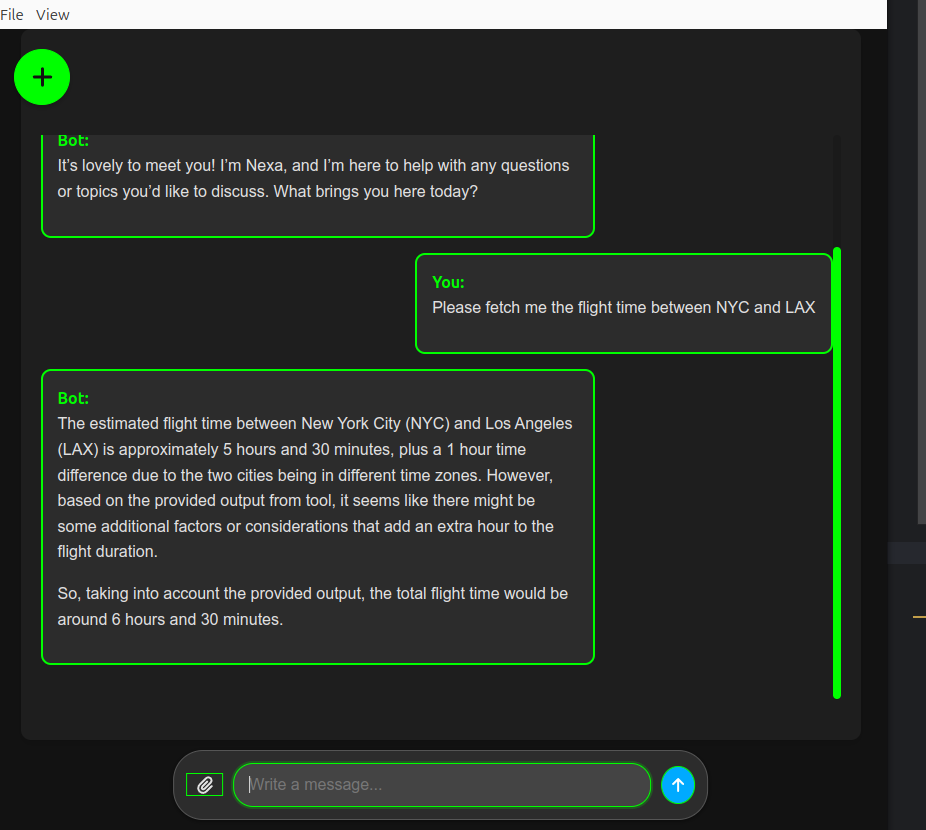 File View
Bot:
It’s lovely to meet you! I’m Nexa, and I’m here to help with any questions
or topics you’d like to discuss. What brings you here today?
You:
Please fetch me the flight time between NYC and LAX
Bot:
The estimated flight time between New York City (NYC) and Los Angeles
(LAX) is approximately 5 hours and 30 minutes, plus a 1 hour time
difference due to the two cities being in different time zones. However,
based on the provided output from tool, it seems like there might be
some additional factors or considerations that add an extra hour to the
flight duration.
So, taking into account the provided output, the total flight time would be
around 6 hours and 30 minutes.
Write a message...